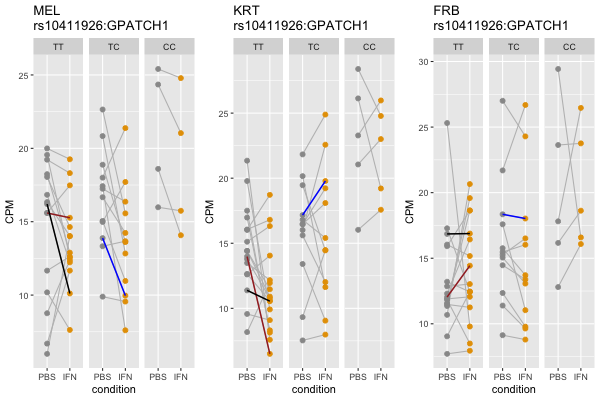 MEL
rs10411926:GPATCH1
TT TC CC
25
20
15
10
CPM
PBS IFN PBS IFN PBS IFN
condition
KRT
rs10411926:GPATCH1
TT TC CC
25
20
15
10
CPM
PBS IFN PBS IFN PBS IFN
condition
FRB
rs10411926:GPATCH1
TT TC CC
30
25
20
15
10
CPM
PBS IFN PBS IFN PBS IFN
condition